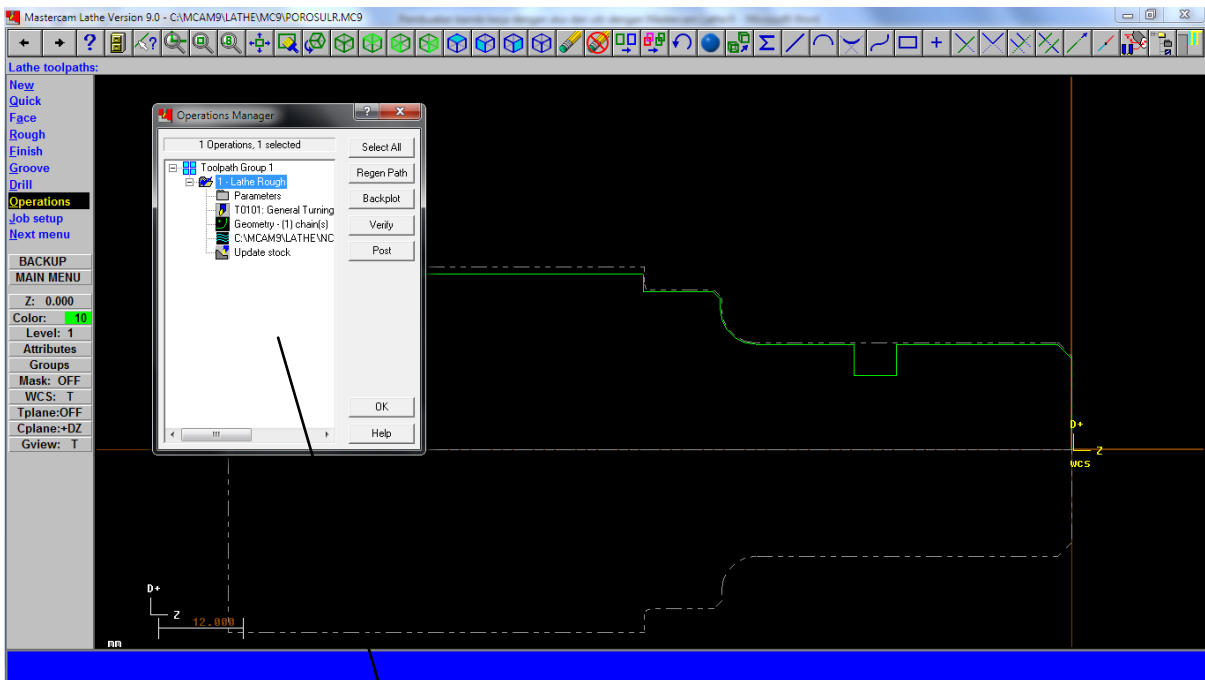 Mastercam Lathe Version 9.0 - C:\MCAM9\LATHE\MC9\POROSULR.MC9
Lathe toolpaths:
New
Quick
Face
Rough
Finish
Groove
Drill
Operations
Job setup
Next menu
BACKUP
MAIN MENU
Z: 0.000
Color: 10
Level: 1
Attributes
Groups
Mask: OFF
WCS: T
Tplane:OFF
Cplane:+DZ
Gview: T
Operations Manager
1 Operations, 1 selected
Toolpath Group 1
1 - Lathe Rough
Parameters
T0101: General Turning
Geometry - (1) chain(s)
C:\MCAM9\LATHE\NC
Update stock
Select All
Regen Path
Backplot
Verify
Post
OK
Help
D+
Z
WCS
D+
Z
12.000
mm